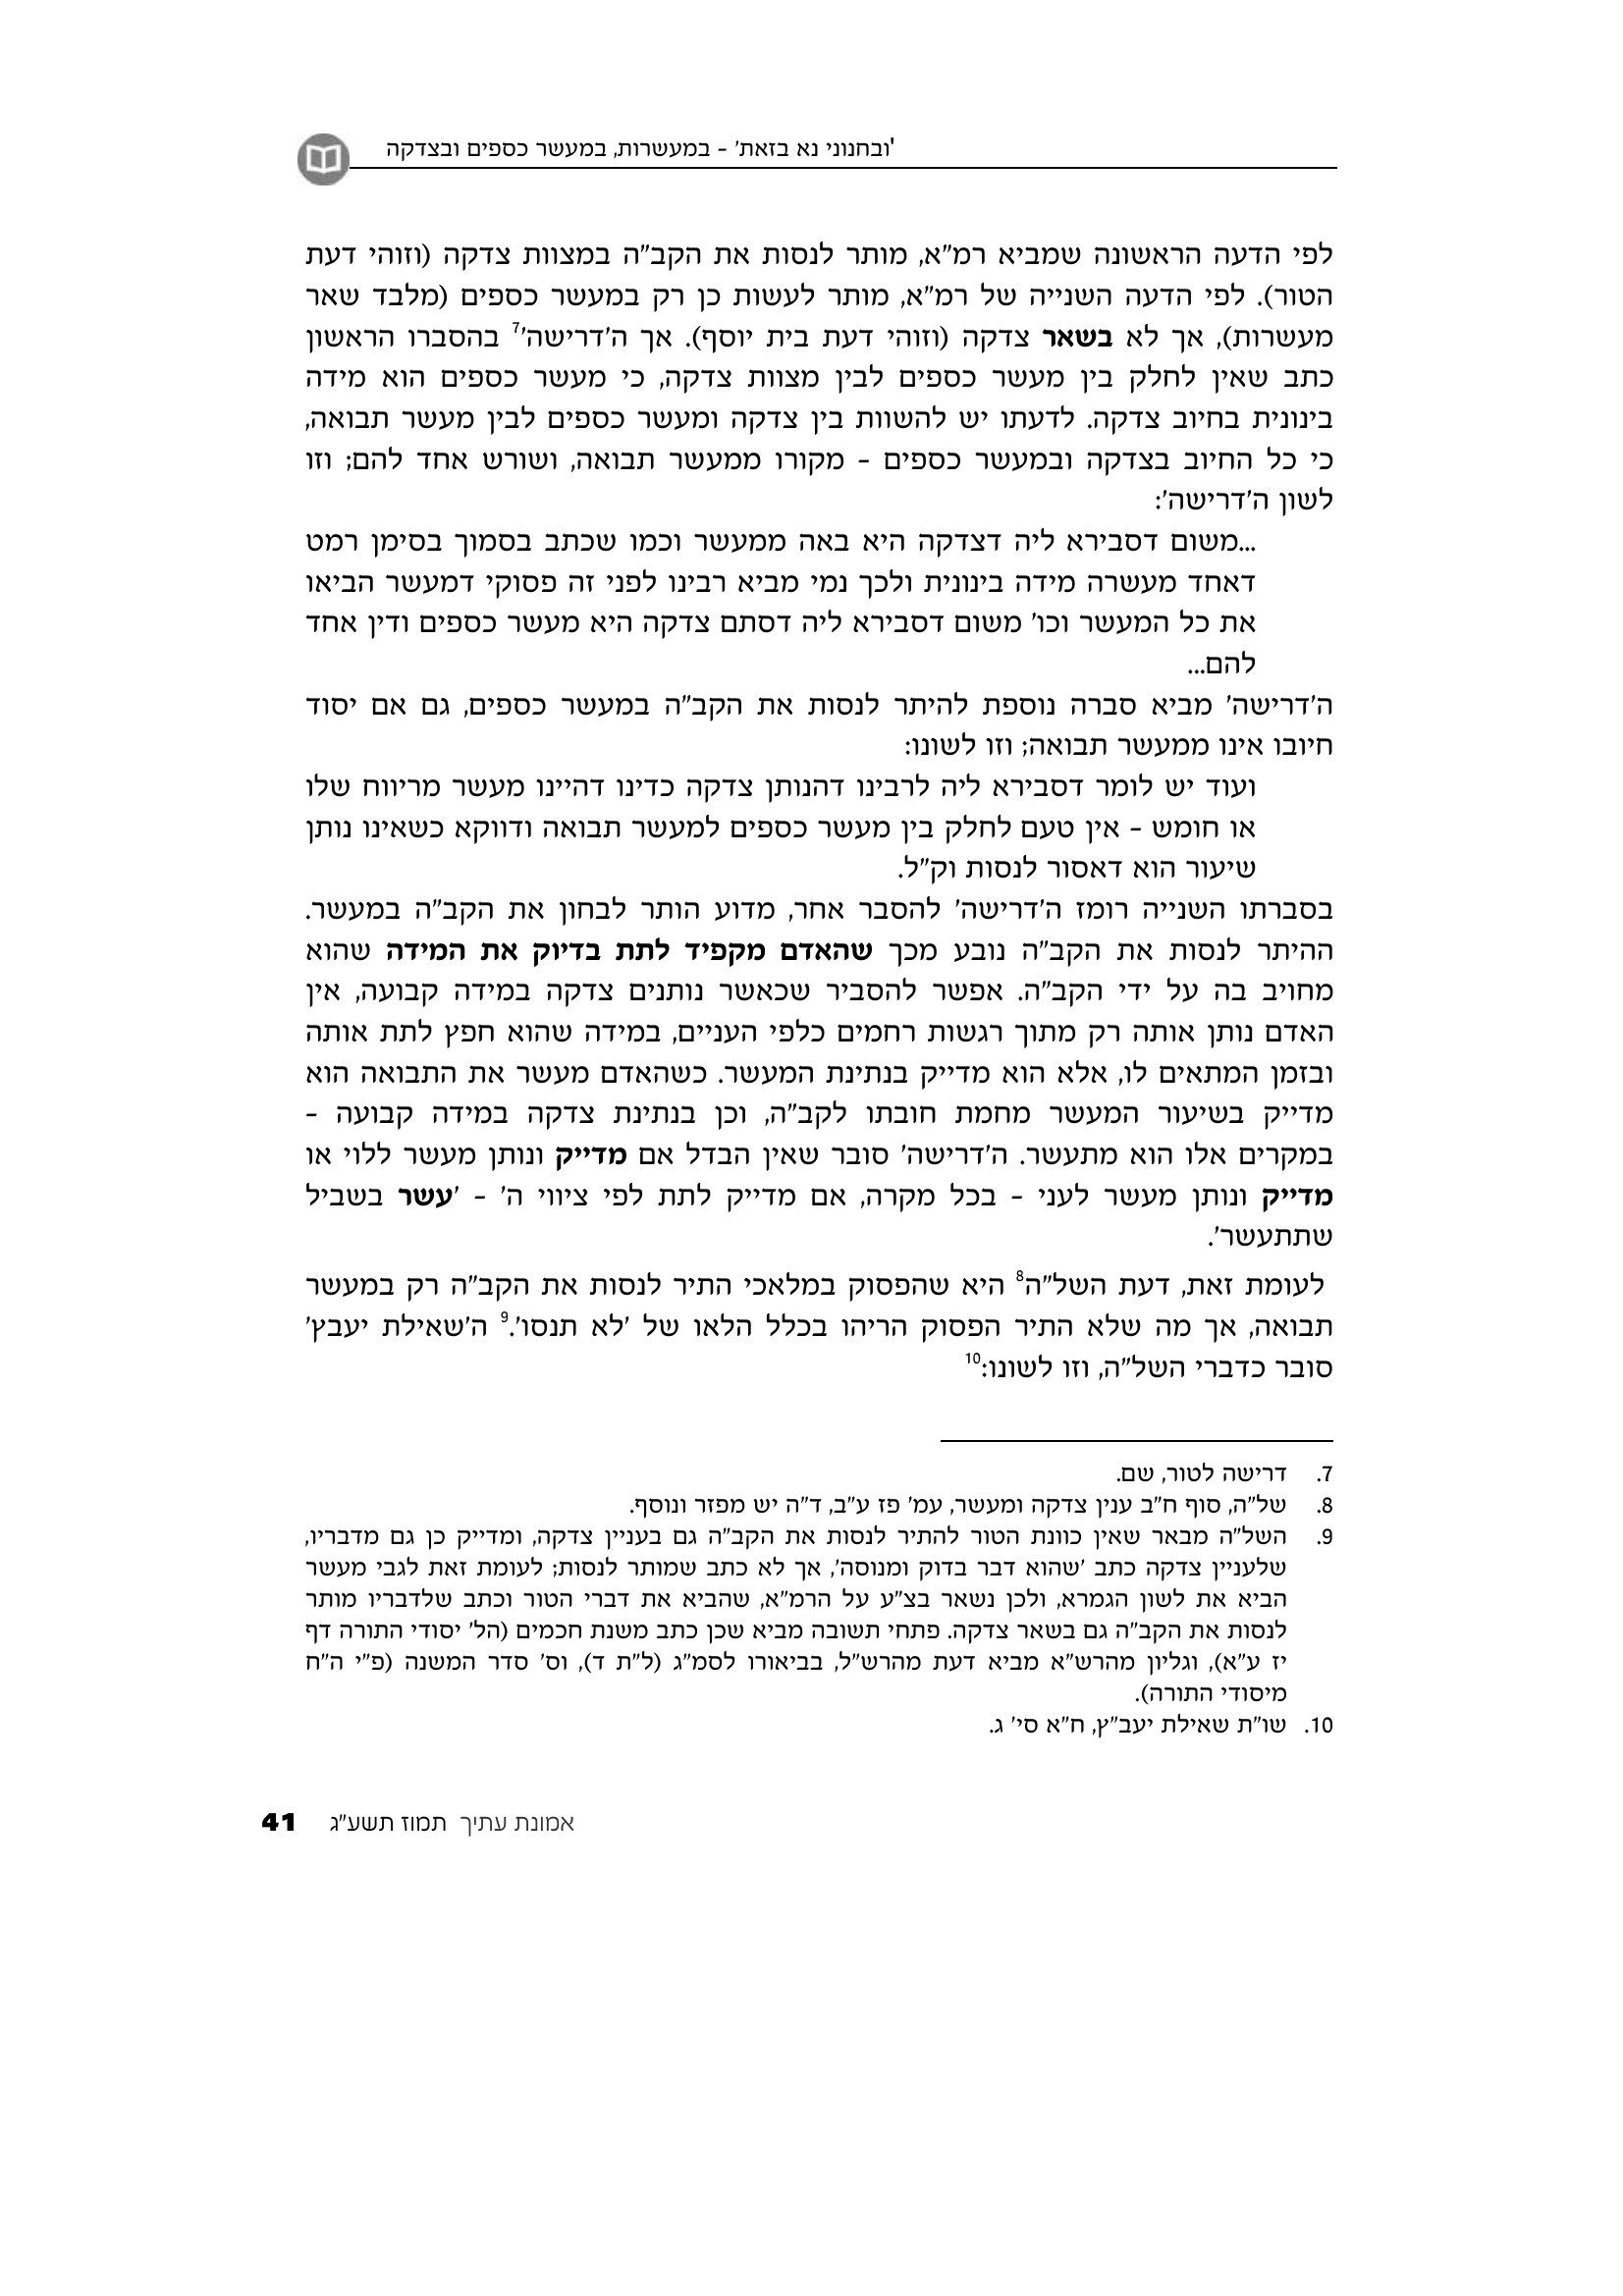 'ובחנוני נא בזאת' – במעשרות, במעשר כספים ובצדקה
לפי הדעה הראשונה שמביא רמ"א, מותר לנסות את הקב"ה במצוות צדקה (וזוהי דעת
הטור). לפי הדעה השנייה של רמ"א, מותר לעשות כן רק במעשר כספים (מלבד שאר
מעשרות), אך לא בשאר צדקה (וזוהי דעת בית יוסף). אך ה'דרישה'7 בהסברו הראשון
כתב שאין לחלק בין מעשר כספים לבין מצוות צדקה, כי מעשר כספים הוא מידה
בינונית בחיוב צדקה. לדעתו יש להשוות בין צדקה ומעשר כספים לבין מעשר תבואה,
כי כל החיוב בצדקה ובמעשר כספים – מקורו ממעשר תבואה, ושורש אחד להם; וזו
לשון ה'דרישה':
...משום דסבירא ליה דצדקה היא באה ממעשר וכמו שכתב בסמוך בסימן רמט
דאחד מעשרה מידה בינונית ולכך נמי מביא רבינו לפני זה פסוקי דמעשר הביאו
את כל המעשר וכו' משום דסבירא ליה דסתם צדקה היא מעשר כספים ודין אחד
להם...
ה'דרישה' מביא סברה נוספת להיתר לנסות את הקב"ה במעשר כספים, גם אם יסוד
חיובו אינו ממעשר תבואה; וזו לשונו:
ועוד יש לומר דסבירא ליה לרבינו דהנותן צדקה כדינו דהיינו מעשר מריווח שלו
או חומש – אין טעם לחלק בין מעשר כספים למעשר תבואה ודווקא כשאינו נותן
שיעור הוא דאסור לנסות וק"ל.
בסברתו השנייה רומז ה'דרישה' להסבר אחר, מדוע הותר לבחון את הקב"ה במעשר.
ההיתר לנסות את הקב"ה נובע מכך שהאדם מקפיד לתת בדיוק את המידה שהוא
מחויב בה על ידי הקב"ה. אפשר להסביר שכאשר נותנים צדקה במידה קבועה, אין
האדם נותן אותה רק מתוך רגשות רחמים כלפי העניים, במידה שהוא חפץ לתת אותה
ובזמן המתאים לו, אלא הוא מדייק בנתינת המעשר. כשהאדם מעשר את התבואה הוא
מדייק בשיעור המעשר מחמת חובתו לקב"ה, וכן בנתינת צדקה במידה קבועה –
במקרים אלו הוא מתעשר. ה'דרישה' סובר שאין הבדל אם מדייק ונותן מעשר ללוי או
מדייק ונותן מעשר לעני – בכל מקרה, אם מדייק לתת לפי ציווי ה' – 'עשר בשביל
שתתעשר'.
לעומת זאת, דעת השל"ה8 היא שהפסוק במלאכי התיר לנסות את הקב"ה רק במעשר
תבואה, אך מה שלא התיר הפסוק הריהו בכלל הלאו של 'לא תנסו'.9 ה'שאילת יעבץ'
סובר כדברי השל"ה, וזו לשונו:10
7. דרישה לטור, שם.
8. של"ה, סוף ח"ב ענין צדקה ומעשר, עמ' פז ע"ב, ד"ה יש מפזר ונוסף.
9. השל"ה מבאר שאין כוונת הטור להתיר לנסות את הקב"ה גם בעניין צדקה, ומדייק כן גם מדבריו,
שלעניין צדקה כתב 'שהוא דבר בדוק ומנוסה', אך לא כתב שמותר לנסות; לעומת זאת לגבי מעשר
הביא את לשון הגמרא, ולכן נשאר בצ"ע על הרמ"א, שהביא את דברי הטור וכתב שלדבריו מותר
לנסות את הקב"ה גם בשאר צדקה. פתחי תשובה מביא שכן כתב משנת חכמים (הל' יסודי התורה דף
יז ע"א), וגליון מהרש"א מביא דעת מהרש"ל, בביאורו לסמ"ג (ל"ת ד), וס' סדר המשנה (פ"י ה"ח
מיסודי התורה).
10. שו"ת שאילת יעב"ץ, ח"א סי' ג.
אמונת עתיך תמוז תשע"ג 41